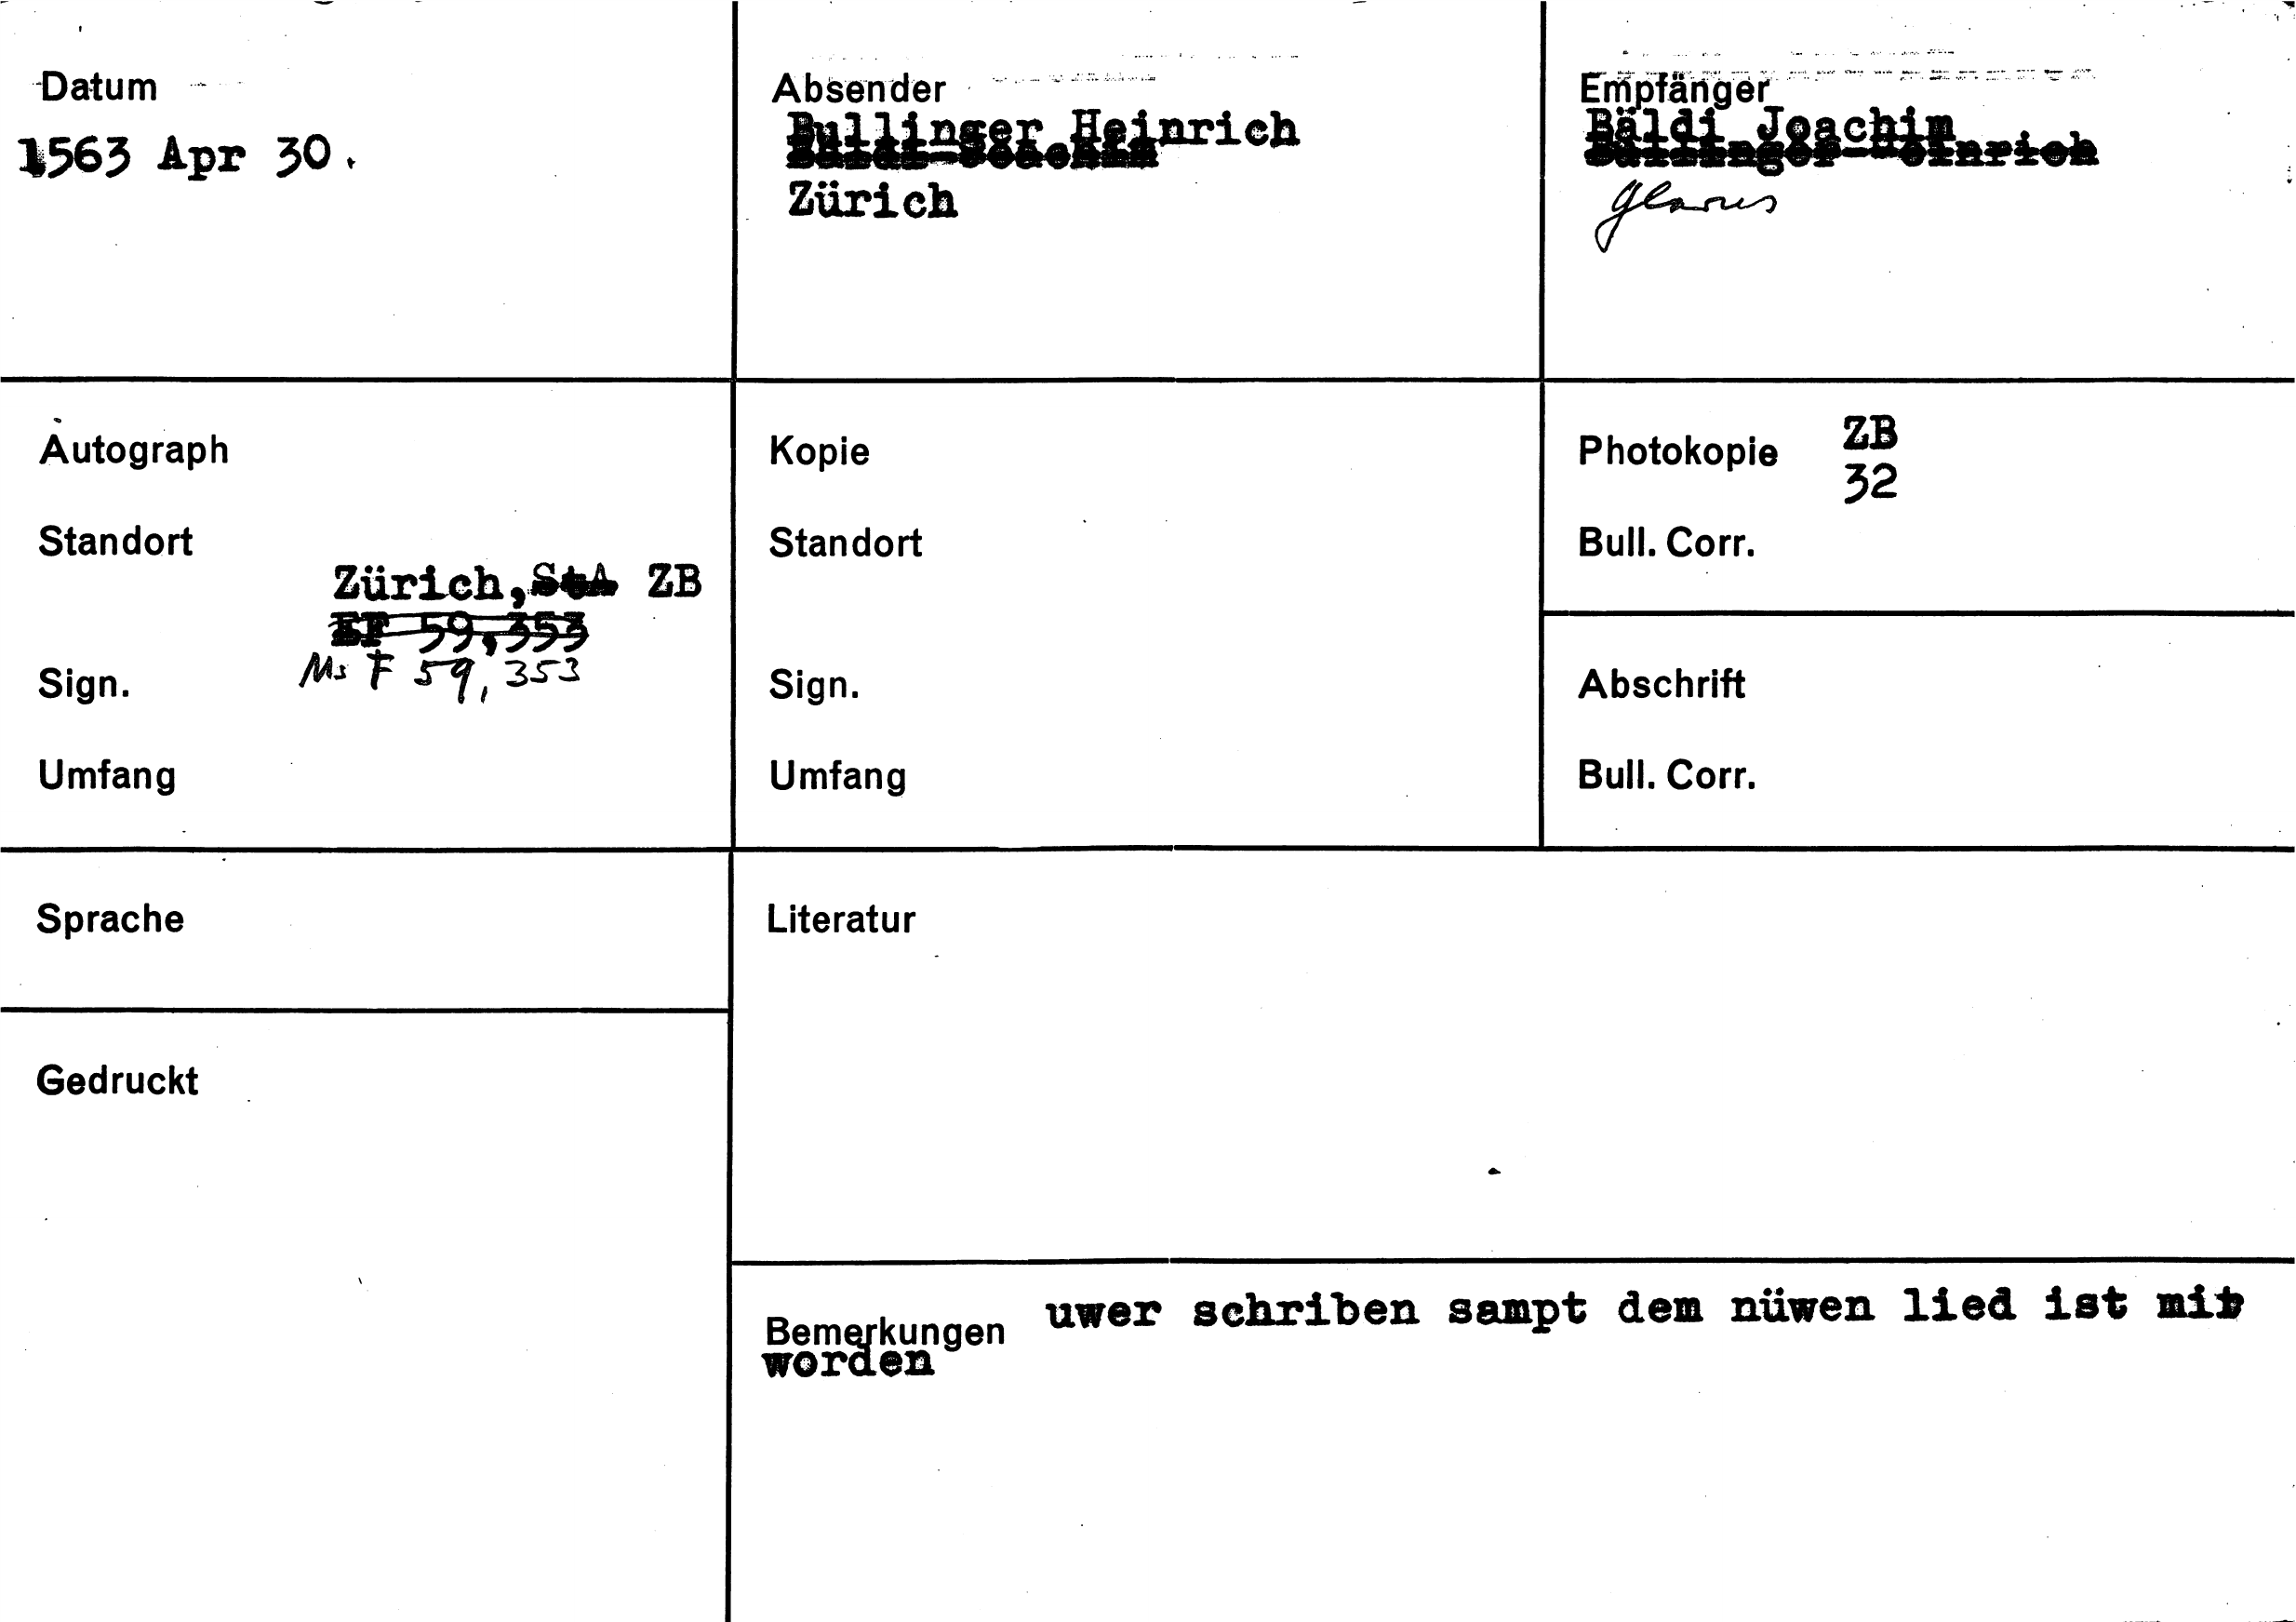 Datum
1563 Apr 30.
Absender
Bullinger Heinrich
Zürich
Empfänger
Bäldi Joachim
Bullinger Heinrich
Glarus
Autograph
Standort
Zürich, StA ZB
EF 59,353
Sign. Ms F 59, 353
Umfang
Kopie
Standort
Sign.
Umfang
Photokopie ZB
32
Bull. Corr.
Abschrift
Bull. Corr.
Sprache
Gedruckt
Literatur
Bemerkungen uwer schriben sampt dem nüwen lied ist mir
worden